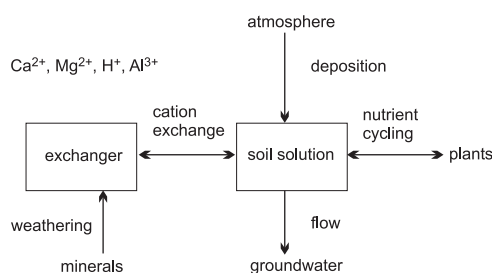 atmosphere
Ca²⁺, Mg²⁺, H⁺, Al³⁺
deposition
cation
exchange
nutrient
cycling
exchanger
soil solution
plants
weathering
flow
minerals
groundwater